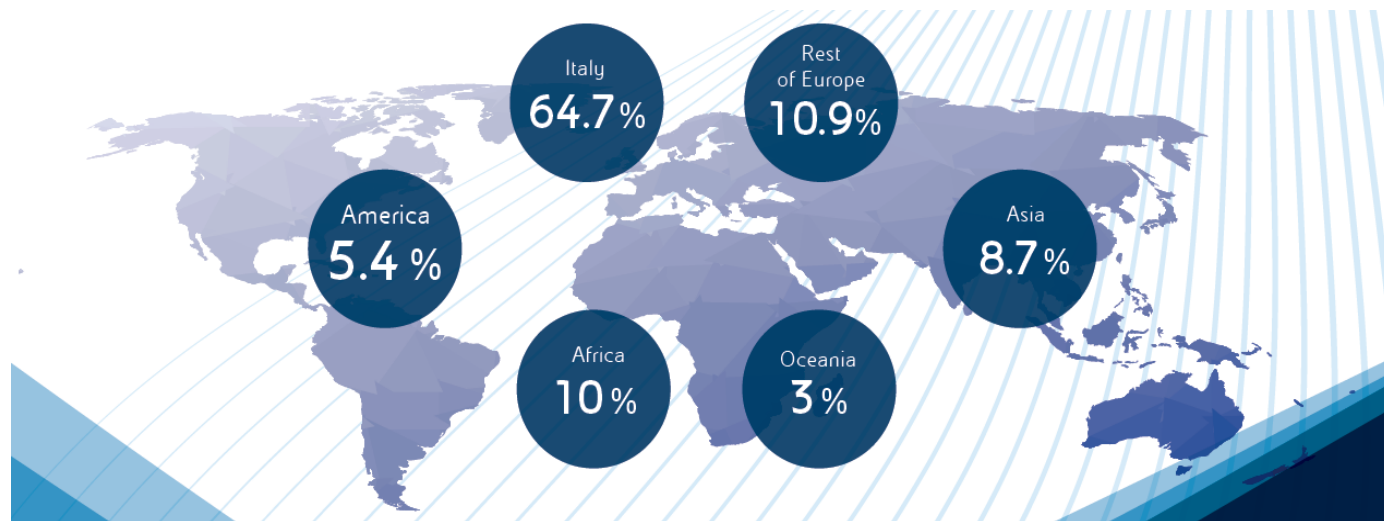 Italy
64.7 %
Rest
of Europe
10.9%
America
5.4 %
Asia
8.7 %
Africa
10 %
Oceania
3 %